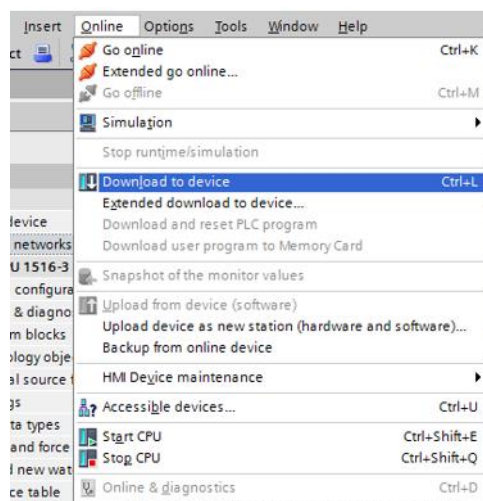 Insert Online Options Tools Window Help
ct
Go online Ctrl+K
Extended go online...
Go offline Ctrl+M
Simulation
Stop runtime/simulation
Download to device Ctrl+L
Extended download to device...
device
Download and reset PLC program
networks
Download user program to Memory Card
U 1516-3
Snapshot of the monitor values
configura
& diagno
Upload from device (software)
m blocks
Upload device as new station (hardware and software)...
ology obje
Backup from online device
al source f
HMI Device maintenance
gs
Accessible devices... Ctrl+U
ta types
Start CPU Ctrl+Shift+E
and force
Stop CPU Ctrl+Shift+Q
d new wat
Online & diagnostics Ctrl+D
ce table